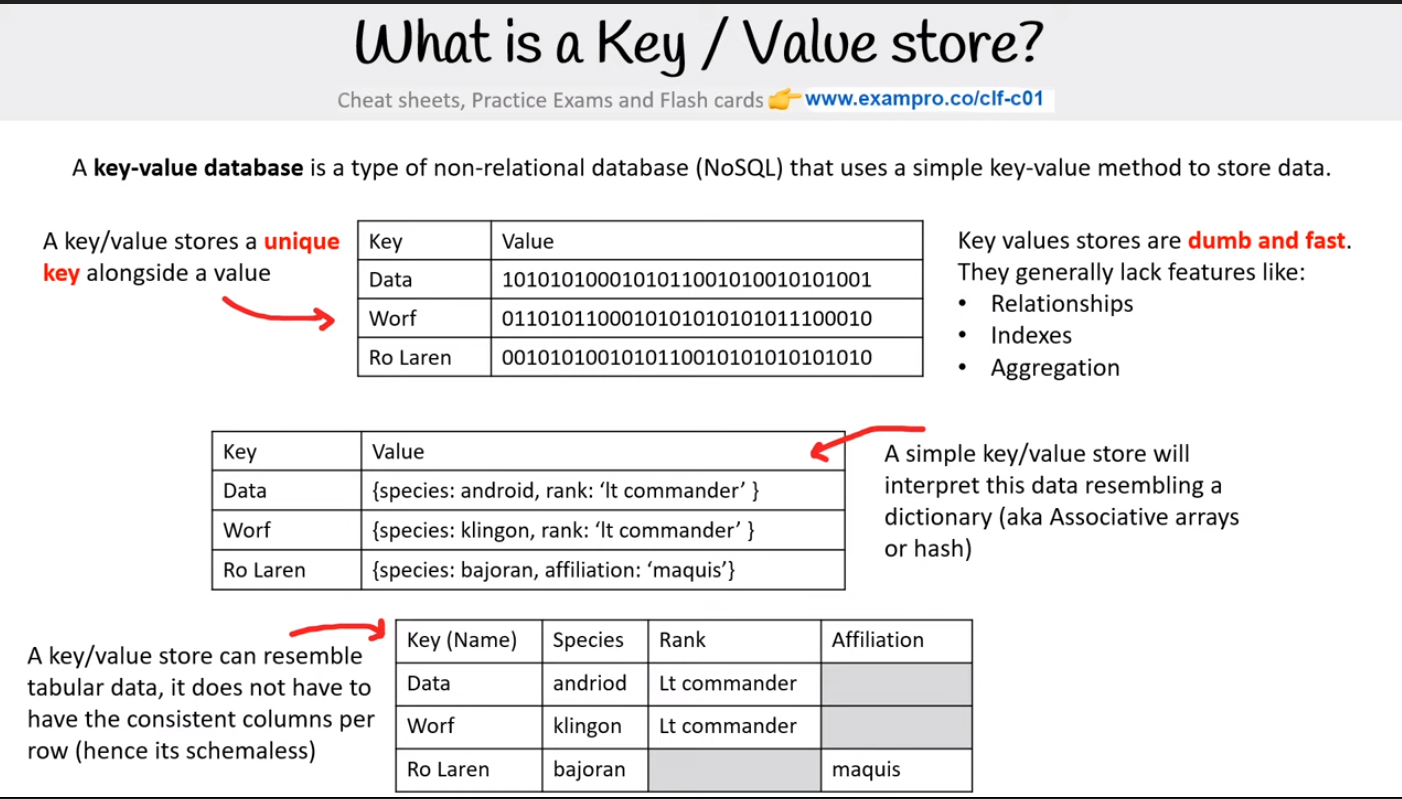 What is a Key / Value store?
Cheat sheets, Practice Exams and Flash cards 👉 www.exampro.co/clf-c01
A key-value database is a type of non-relational database (NoSQL) that uses a simple key-value method to store data.
A key/value stores a unique
key alongside a value
Key Value
Data 1010101000101011001010010101001
Worf 0110101100010101010101011100010
Ro Laren 0010101001010110010101010101010
Key values stores are dumb and fast.
They generally lack features like:
• Relationships
• Indexes
• Aggregation
Key Value
Data {species: android, rank: ‘lt commander’ }
Worf {species: klingon, rank: ‘lt commander’ }
Ro Laren {species: bajoran, affiliation: ‘maquis’}
A simple key/value store will
interpret this data resembling a
dictionary (aka Associative arrays
or hash)
A key/value store can resemble
tabular data, it does not have to
have the consistent columns per
row (hence its schemaless)
Key (Name) Species Rank Affiliation
Data andriod Lt commander
Worf klingon Lt commander
Ro Laren bajoran maquis